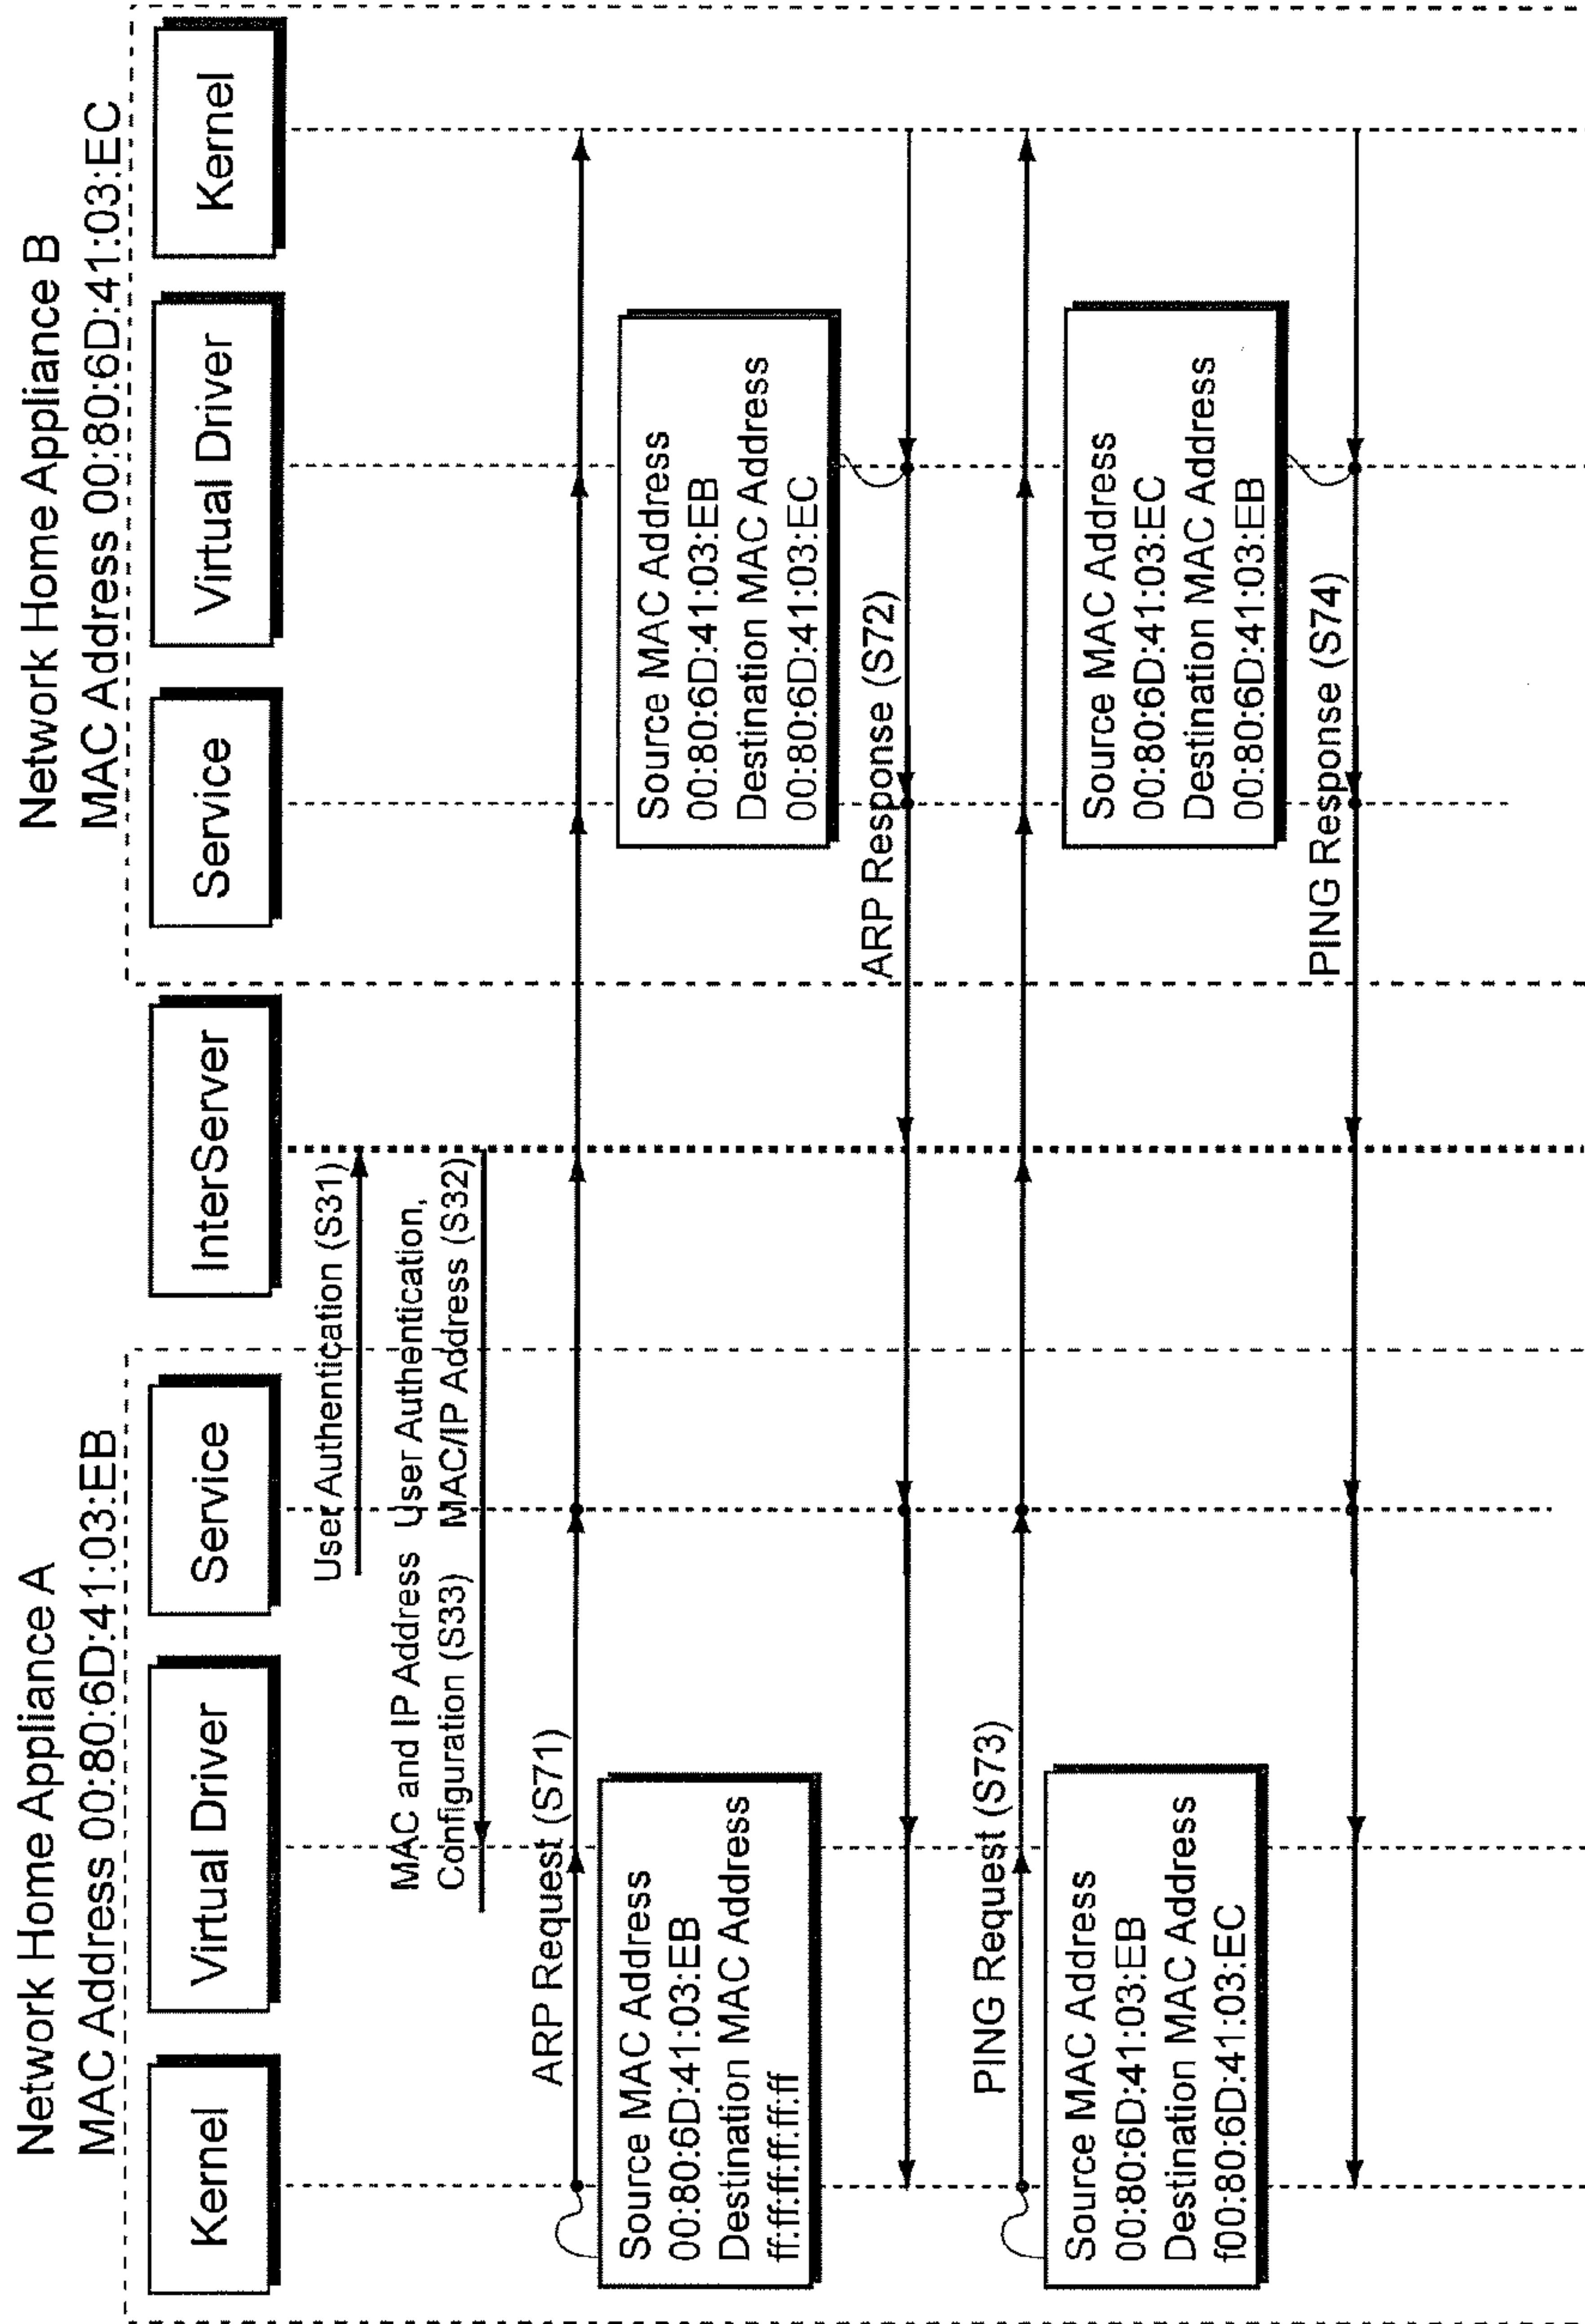 Network Home Appliance A
MAC Address 00:80:6D:41:03:EB
Network Home Appliance B
MAC Address 00:80:6D:41:03:EC
Kernel
Virtual Driver
Service
InterServer
Service
Virtual Driver
Kernel
User Authentication (S31)
User Authentication,
MAC/IP Address (S32)
MAC and IP Address
Configuration (S33)
ARP Request (S71)
Source MAC Address
00:80:6D:41:03:EB
Destination MAC Address
ff:ff:ff:ff:ff:ff
Source MAC Address
00:80:6D:41:03:EB
Destination MAC Address
00:80:6D:41:03:EC
ARP Response (S72)
PING Request (S73)
Source MAC Address
00:80:6D:41:03:EB
Destination MAC Address
f00:80:6D:41:03:EC
Source MAC Address
00:80:6D:41:03:EC
Destination MAC Address
00:80:6D:41:03:EB
PING Response (S74)